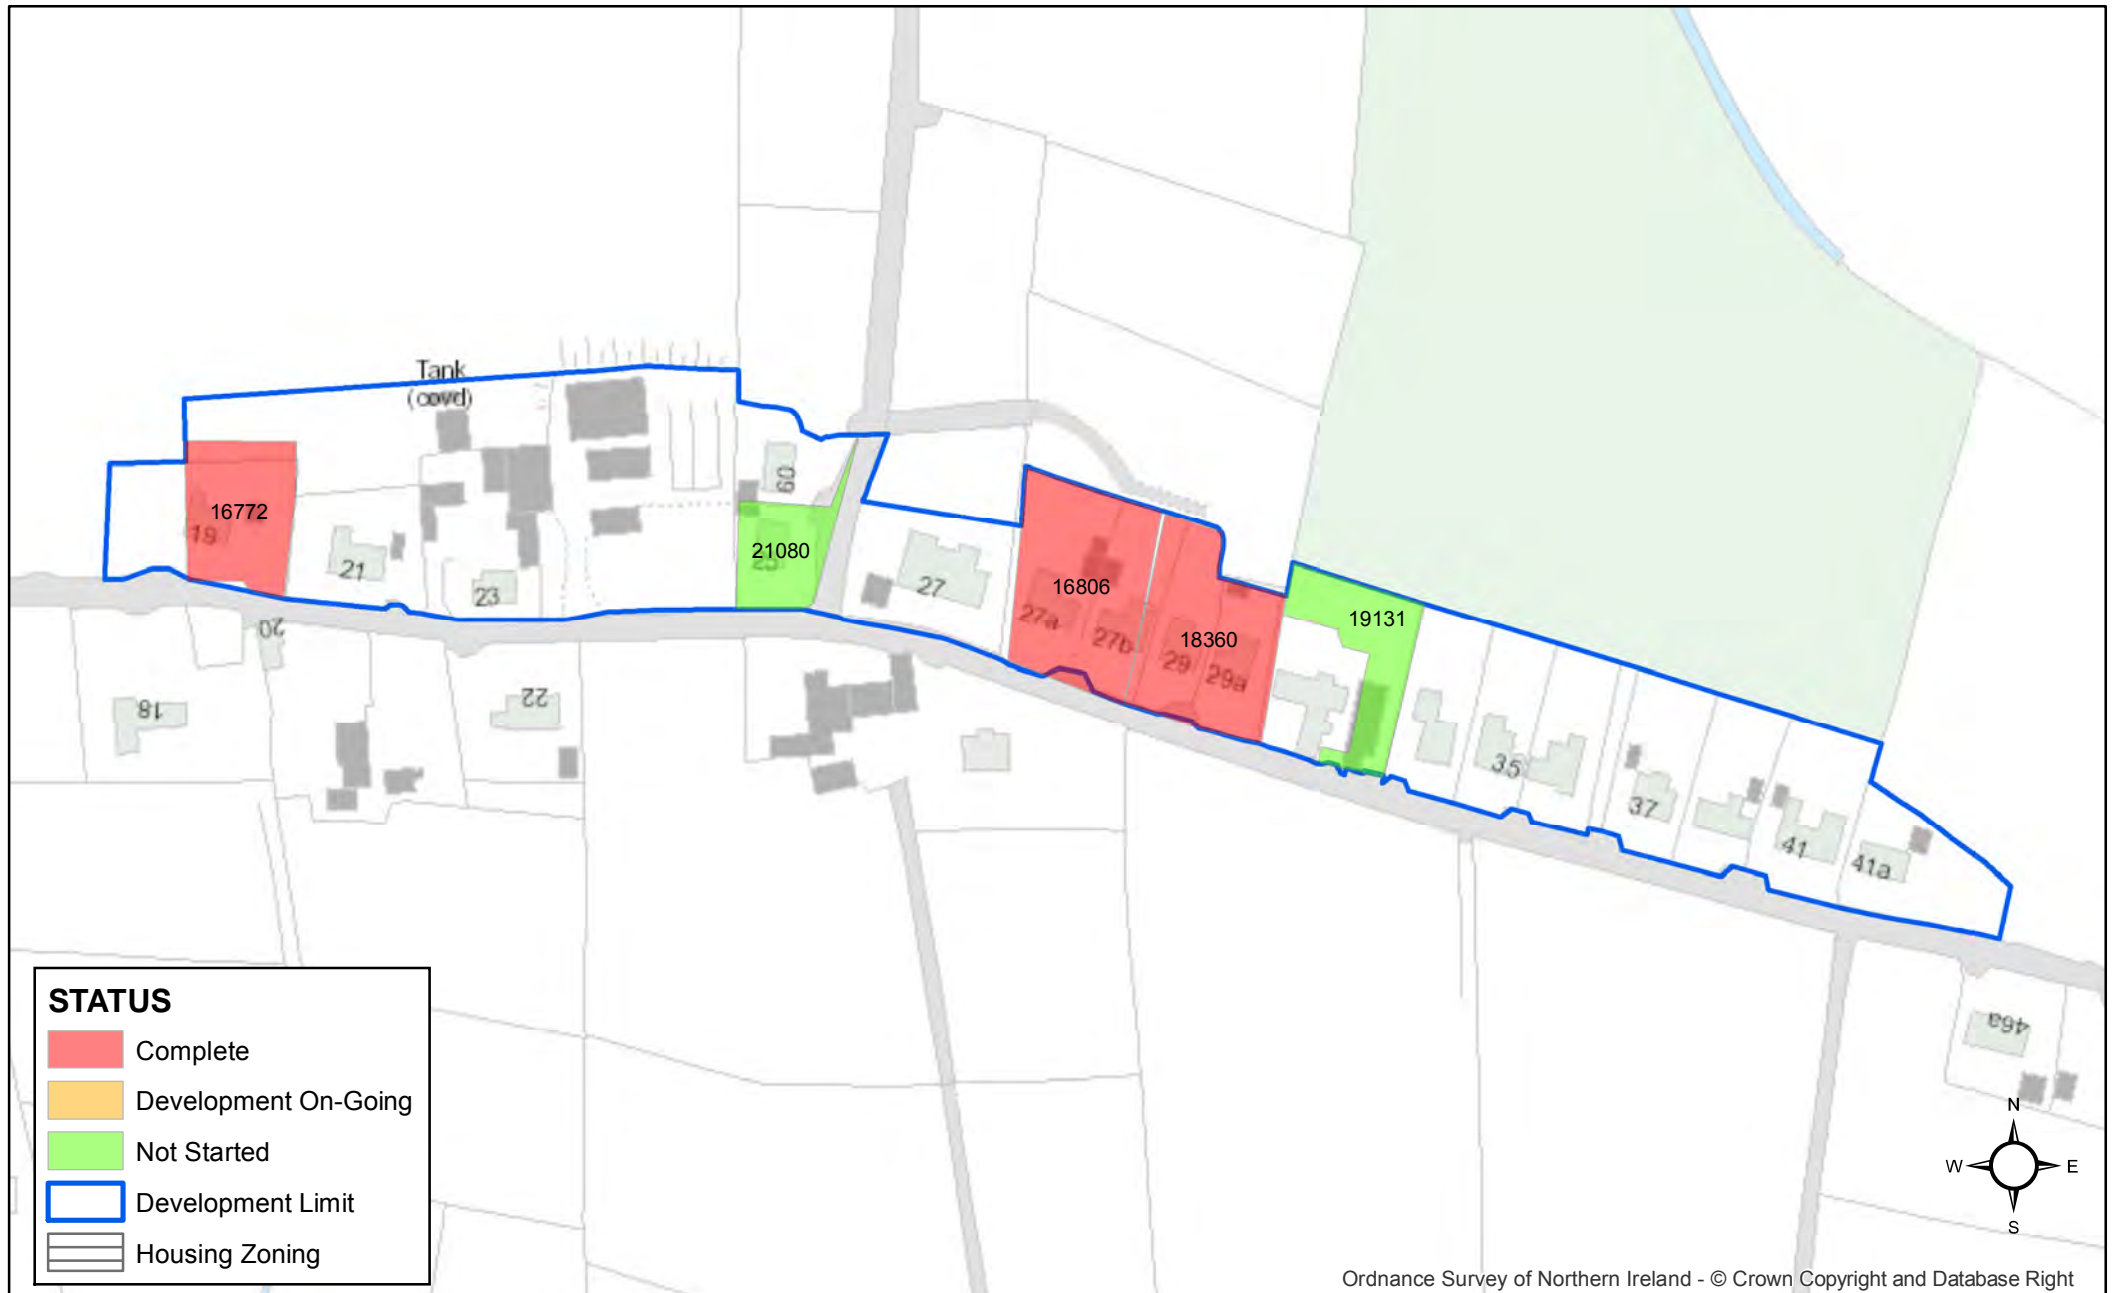 Tank
(covd)
60
16772
19
21080
25
21
23
27
16806
27a
27b
18360
29
29a
19131
20
18
22
35
37
41
41a
46a
STATUS
Complete
Development On-Going
Not Started
Development Limit
Housing Zoning
N
W
E
S
Ordnance Survey of Northern Ireland - © Crown Copyright and Database Right